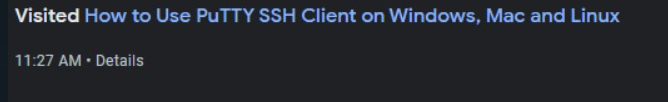 Visited How to Use PuTTY SSH Client on Windows, Mac and Linux
11:27 AM • Details